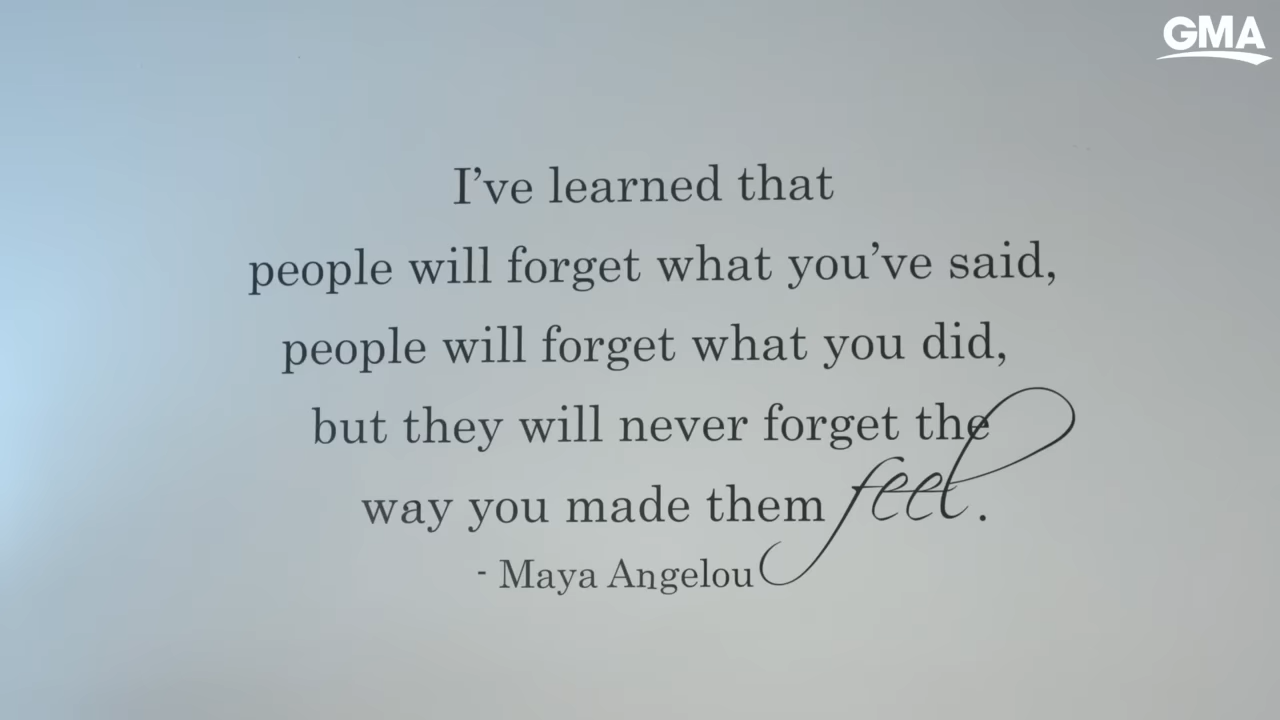 GMA
I’ve learned that
people will forget what you’ve said,
people will forget what you did,
but they will never forget the
way you made them feel.
- Maya Angelou